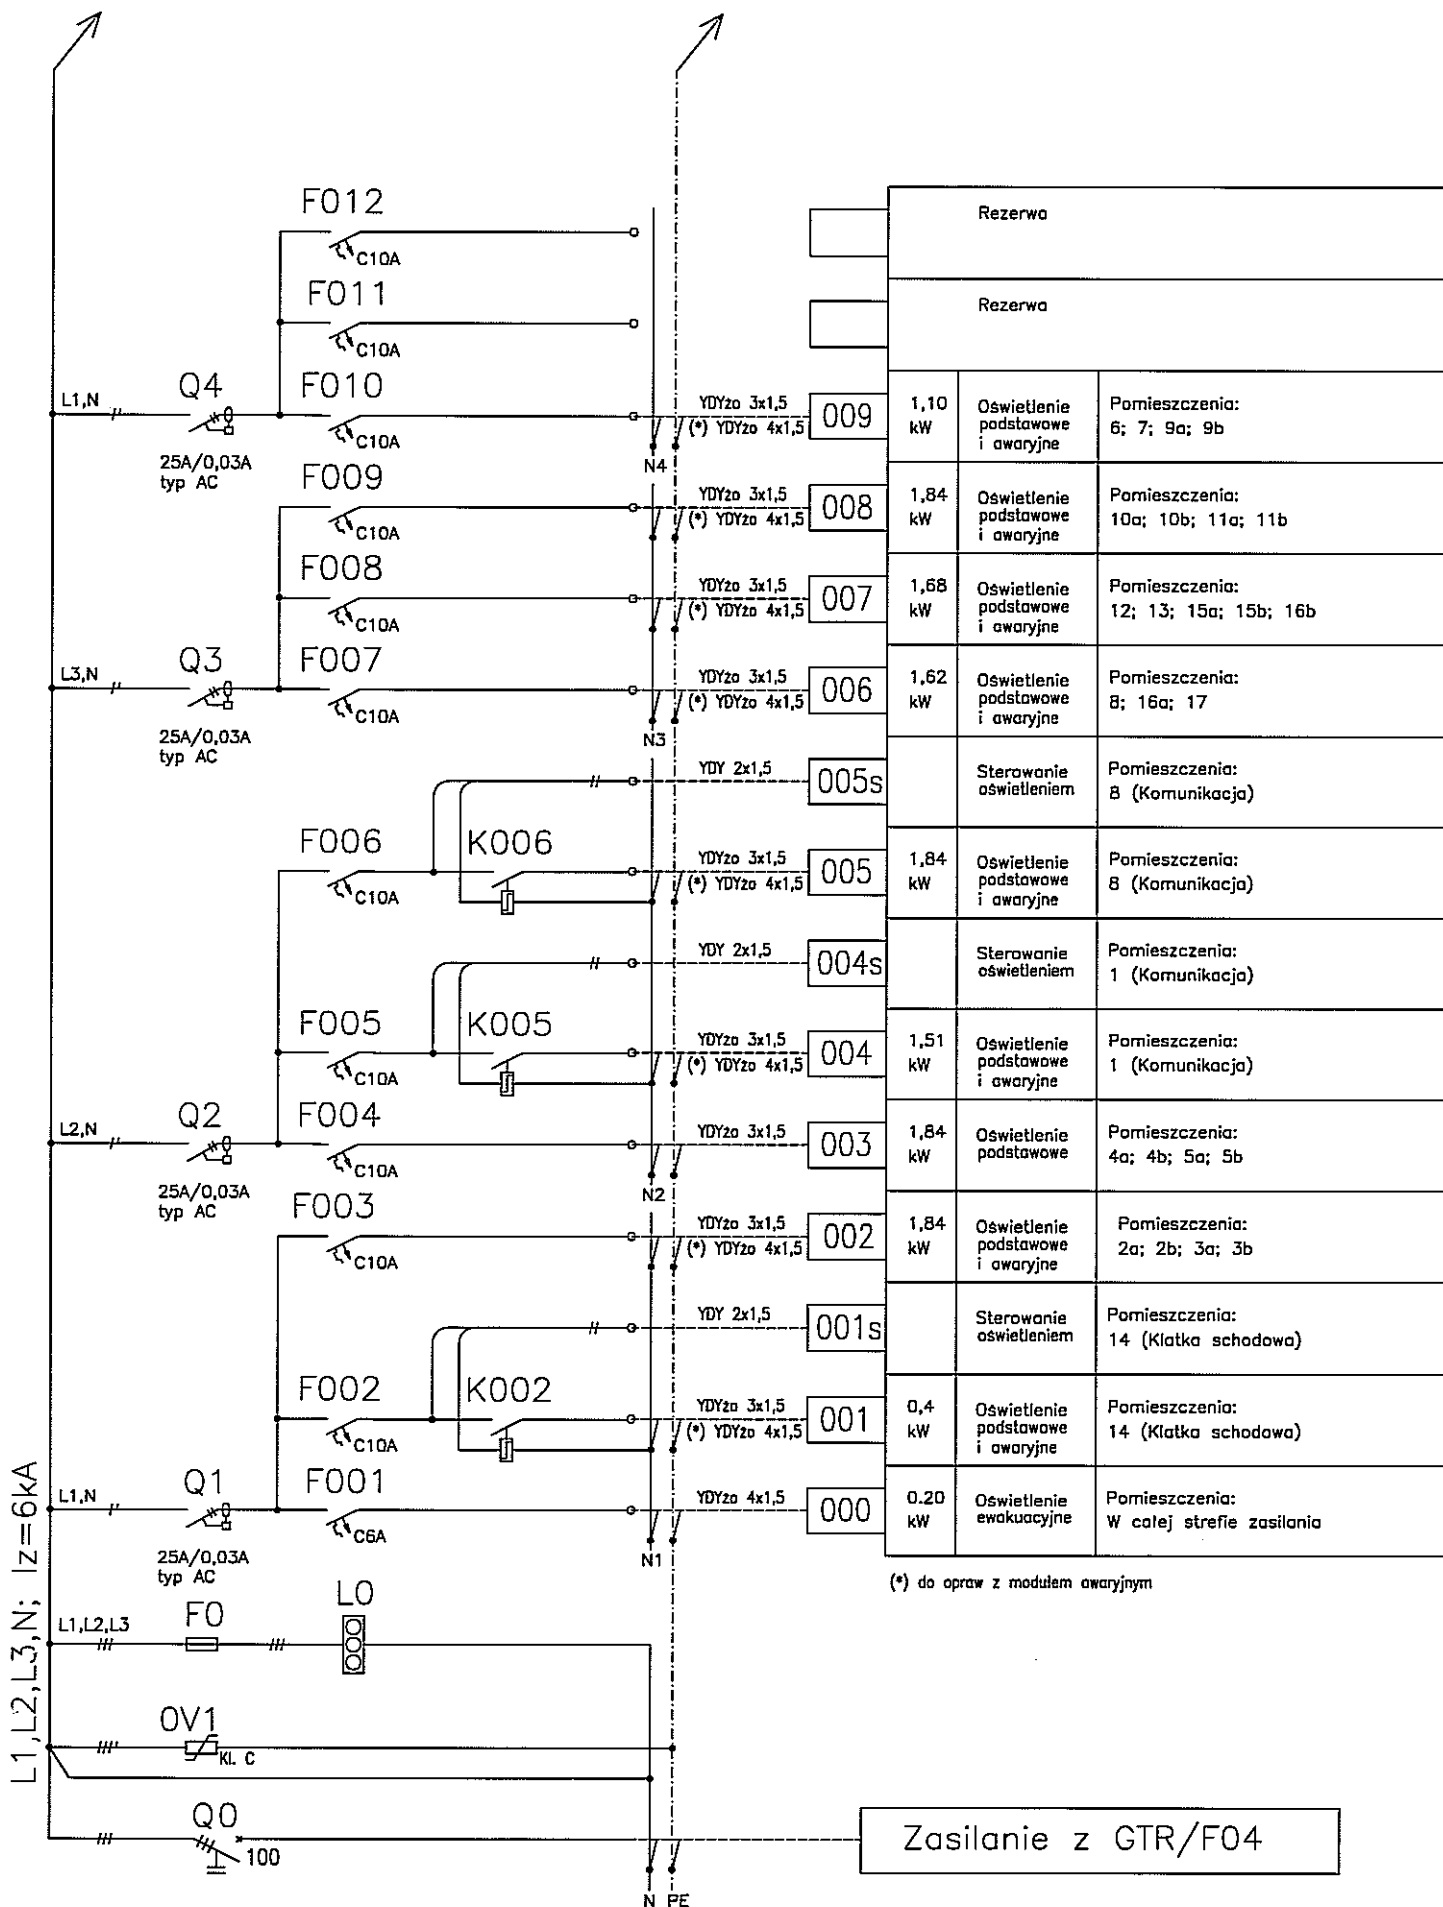 F012
C10A
Rezerwa
F011
C10A
Rezerwa
L1,N
Q4
25A/0,03A
typ AC
F010
C10A
N4
YDYżo 3x1,5
(*) YDYżo 4x1,5
009
1,10
kW
Oświetlenie
podstawowe
i awaryjne
Pomieszczenia:
6; 7; 9a; 9b
F009
C10A
YDYżo 3x1,5
(*) YDYżo 4x1,5
008
1,84
kW
Oświetlenie
podstawowe
i awaryjne
Pomieszczenia:
10a; 10b; 11a; 11b
F008
C10A
YDYżo 3x1,5
(*) YDYżo 4x1,5
007
1,68
kW
Oświetlenie
podstawowe
i awaryjne
Pomieszczenia:
12; 13; 15a; 15b; 16b
L3,N
Q3
25A/0,03A
typ AC
F007
C10A
N3
YDYżo 3x1,5
(*) YDYżo 4x1,5
006
1,62
kW
Oświetlenie
podstawowe
i awaryjne
Pomieszczenia:
8; 16a; 17
YDY 2x1,5
005s
Sterowanie
oświetleniem
Pomieszczenia:
8 (Komunikacja)
F006
C10A
K006
YDYżo 3x1,5
(*) YDYżo 4x1,5
005
1,84
kW
Oświetlenie
podstawowe
i awaryjne
Pomieszczenia:
8 (Komunikacja)
YDY 2x1,5
004s
Sterowanie
oświetleniem
Pomieszczenia:
1 (Komunikacja)
F005
C10A
K005
YDYżo 3x1,5
(*) YDYżo 4x1,5
004
1,51
kW
Oświetlenie
podstawowe
i awaryjne
Pomieszczenia:
1 (Komunikacja)
L2,N
Q2
25A/0,03A
typ AC
F004
C10A
N2
YDYżo 3x1,5
003
1,84
kW
Oświetlenie
podstawowe
Pomieszczenia:
4a; 4b; 5a; 5b
F003
C10A
YDYżo 3x1,5
(*) YDYżo 4x1,5
002
1,84
kW
Oświetlenie
podstawowe
i awaryjne
Pomieszczenia:
2a; 2b; 3a; 3b
YDY 2x1,5
001s
Sterowanie
oświetleniem
Pomieszczenia:
14 (Klatka schodowa)
F002
C10A
K002
YDYżo 3x1,5
(*) YDYżo 4x1,5
001
0,4
kW
Oświetlenie
podstawowe
i awaryjne
Pomieszczenia:
14 (Klatka schodowa)
L1,N
Q1
25A/0,03A
typ AC
F001
C6A
N1
YDYżo 4x1,5
000
0.20
kW
Oświetlenie
ewakuacyjne
Pomieszczenia:
W całej strefie zasilania
(*) do opraw z modułem awaryjnym
L1,L2,L3,N; Iz=6kA
L1,L2,L3
F0
L0
OV1
Kl. C
Q0
100
N PE
Zasilanie z GTR/F04